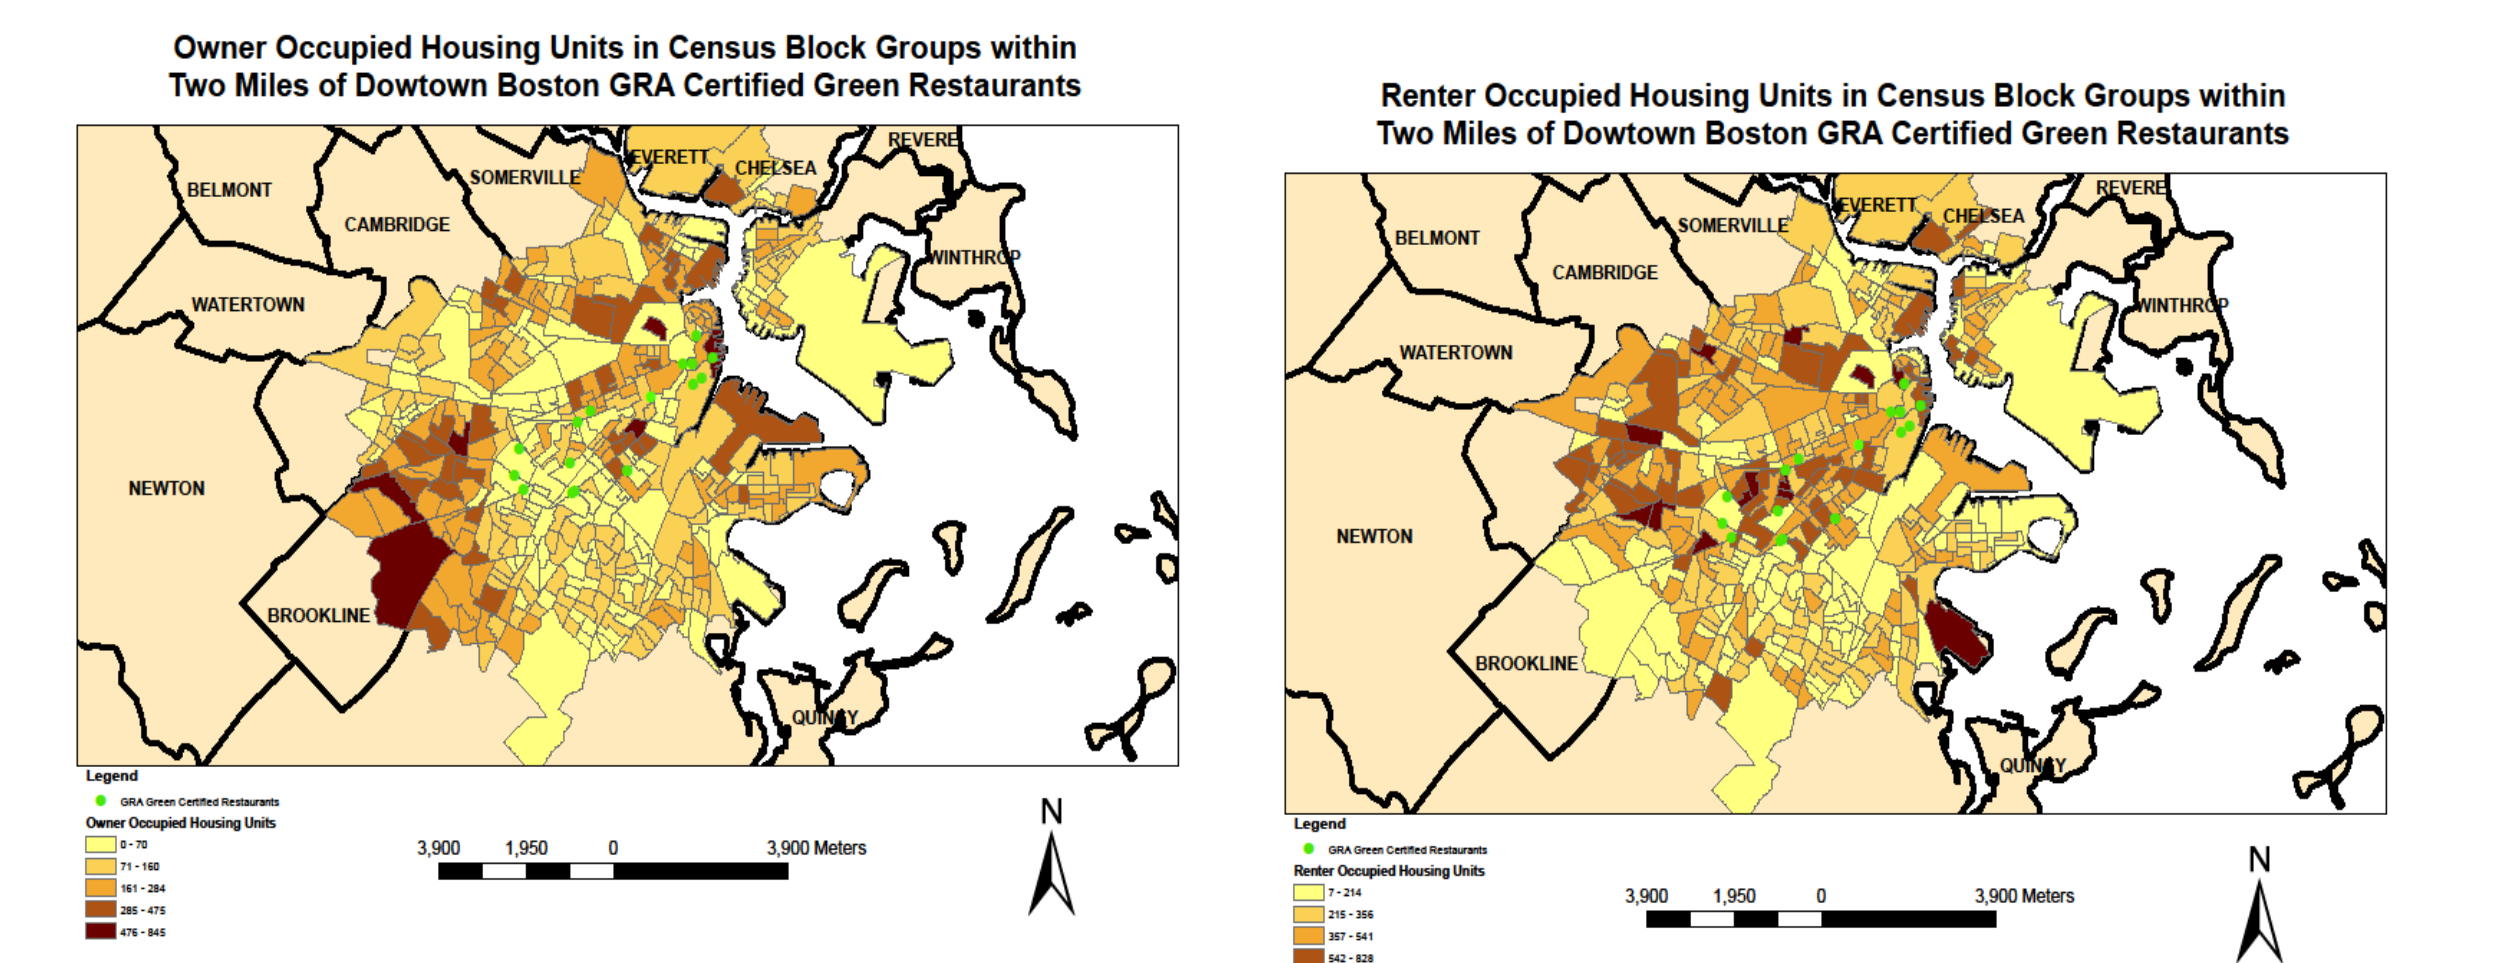 Owner Occupied Housing Units in Census Block Groups within
Two Miles of Dowtown Boston GRA Certified Green Restaurants
REVERE
EVERETT
CHELSEA
SOMERVILLE
BELMONT
CAMBRIDGE
WINTHROP
WATERTOWN
NEWTON
BROOKLINE
QUINCY
Legend
GRA Green Certified Restaurants
Owner Occupied Housing Units
0 - 70
71 - 160
161 - 284
285 - 475
476 - 845
3,900 1,950 0 3,900 Meters
N
Renter Occupied Housing Units in Census Block Groups within
Two Miles of Dowtown Boston GRA Certified Green Restaurants
REVERE
EVERETT
CHELSEA
SOMERVILLE
BELMONT
CAMBRIDGE
WINTHROP
WATERTOWN
NEWTON
BROOKLINE
QUINCY
Legend
GRA Green Certified Restaurants
Renter Occupied Housing Units
7 - 214
215 - 356
357 - 541
542 - 828
3,900 1,950 0 3,900 Meters
N